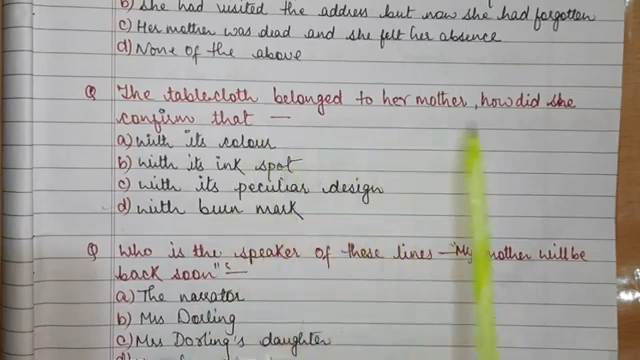 b) She had visited the address but now she had forgotten
c) Her mother was dead and she felt her absence
d) None of the above
Q The tablecloth belonged to her mother, how did she
confirm that —
a) with its colour
b) with its ink spot
c) with its peculiar design
d) with burn mark
Q Who is the speaker of these lines — "My mother will be
back soon" :
a) The narrator
b) Mrs Dorling
c) Mrs Dorling's daughter
d)